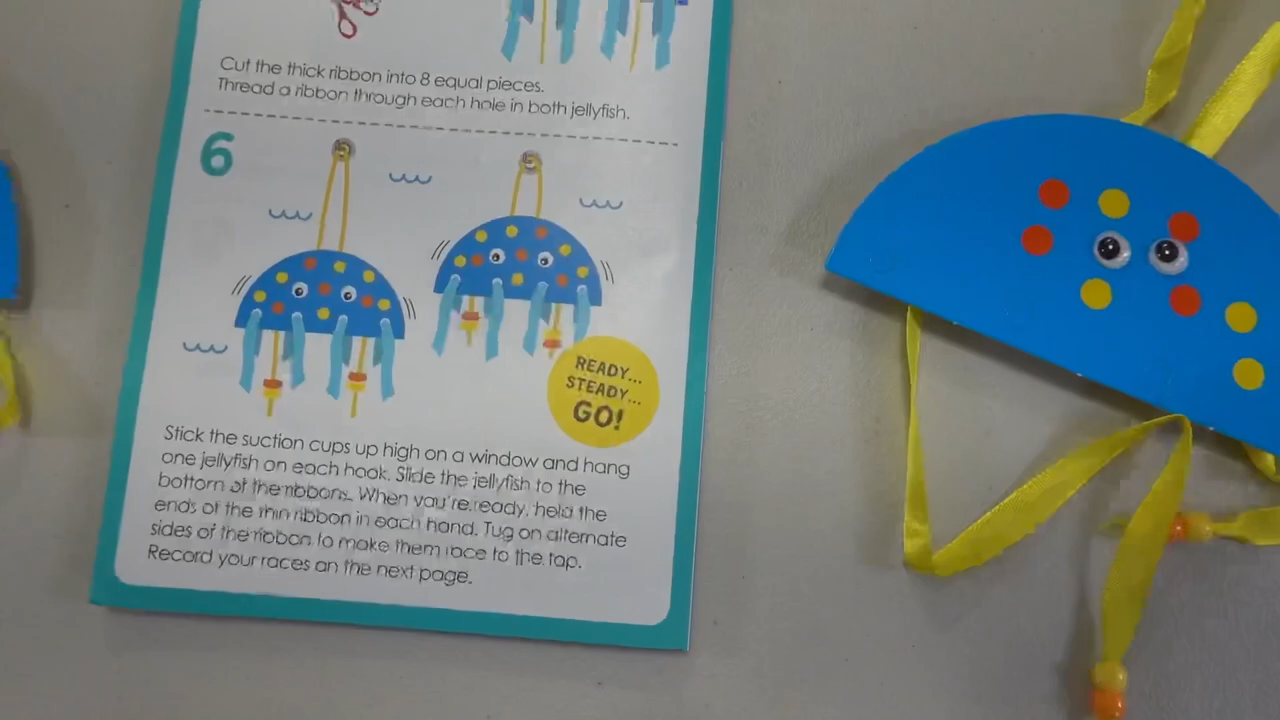 Cut the thick ribbon into 8 equal pieces.
Thread a ribbon through each hole in both jellyfish.
6
READY...
STEADY...
GO!
Stick the suction cups up high on a window and hang
one jellyfish on each hook. Slide the jellyfish to the
bottom of the ribbons. When you're ready, hold the
ends of the thin ribbon in each hand. Tug on alternate
sides of the ribbon to make them race to the top.
Record your races on the next page.